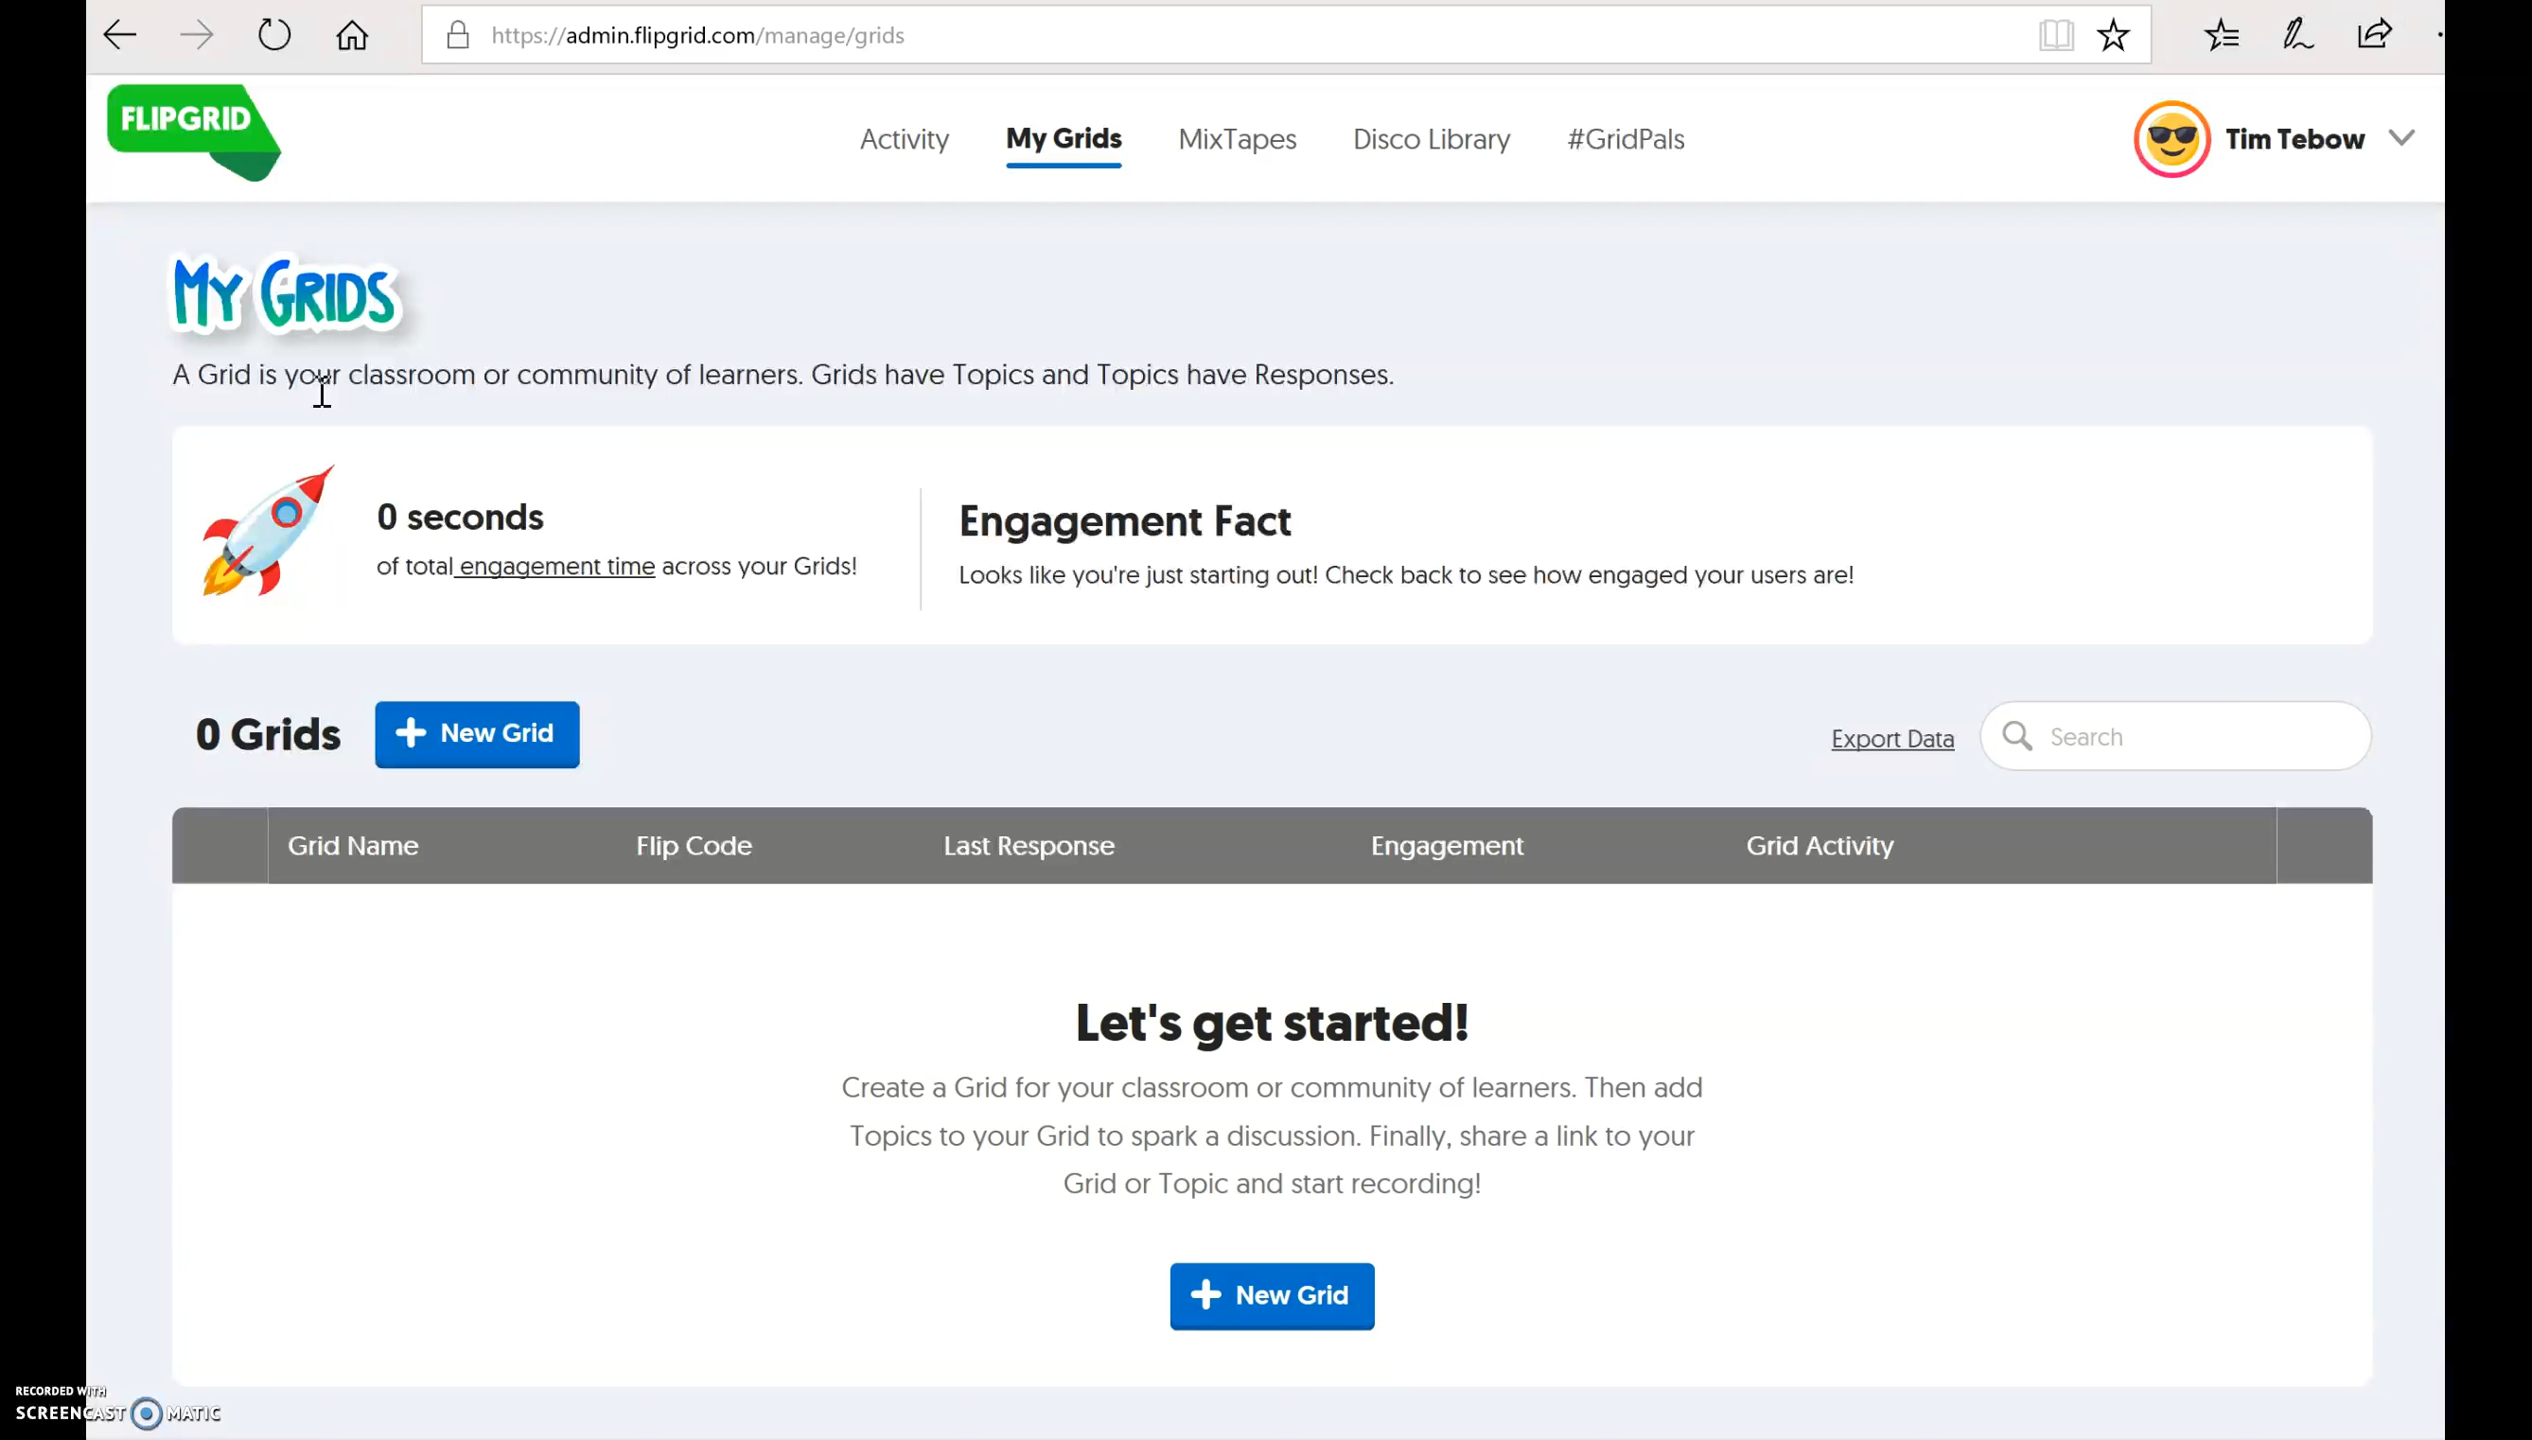 https://admin.flipgrid.com/manage/grids
FLIPGRID
Activity
My Grids
MixTapes
Disco Library
#GridPals
Tim Tebow
MY GRIDS
A Grid is your classroom or community of learners. Grids have Topics and Topics have Responses.
0 seconds
of total engagement time across your Grids!
Engagement Fact
Looks like you're just starting out! Check back to see how engaged your users are!
0 Grids
New Grid
Export Data
Search
Grid Name
Flip Code
Last Response
Engagement
Grid Activity
Let's get started!
Create a Grid for your classroom or community of learners. Then add
Topics to your Grid to spark a discussion. Finally, share a link to your
Grid or Topic and start recording!
New Grid
RECORDED WITH
SCREENCAST MATIC